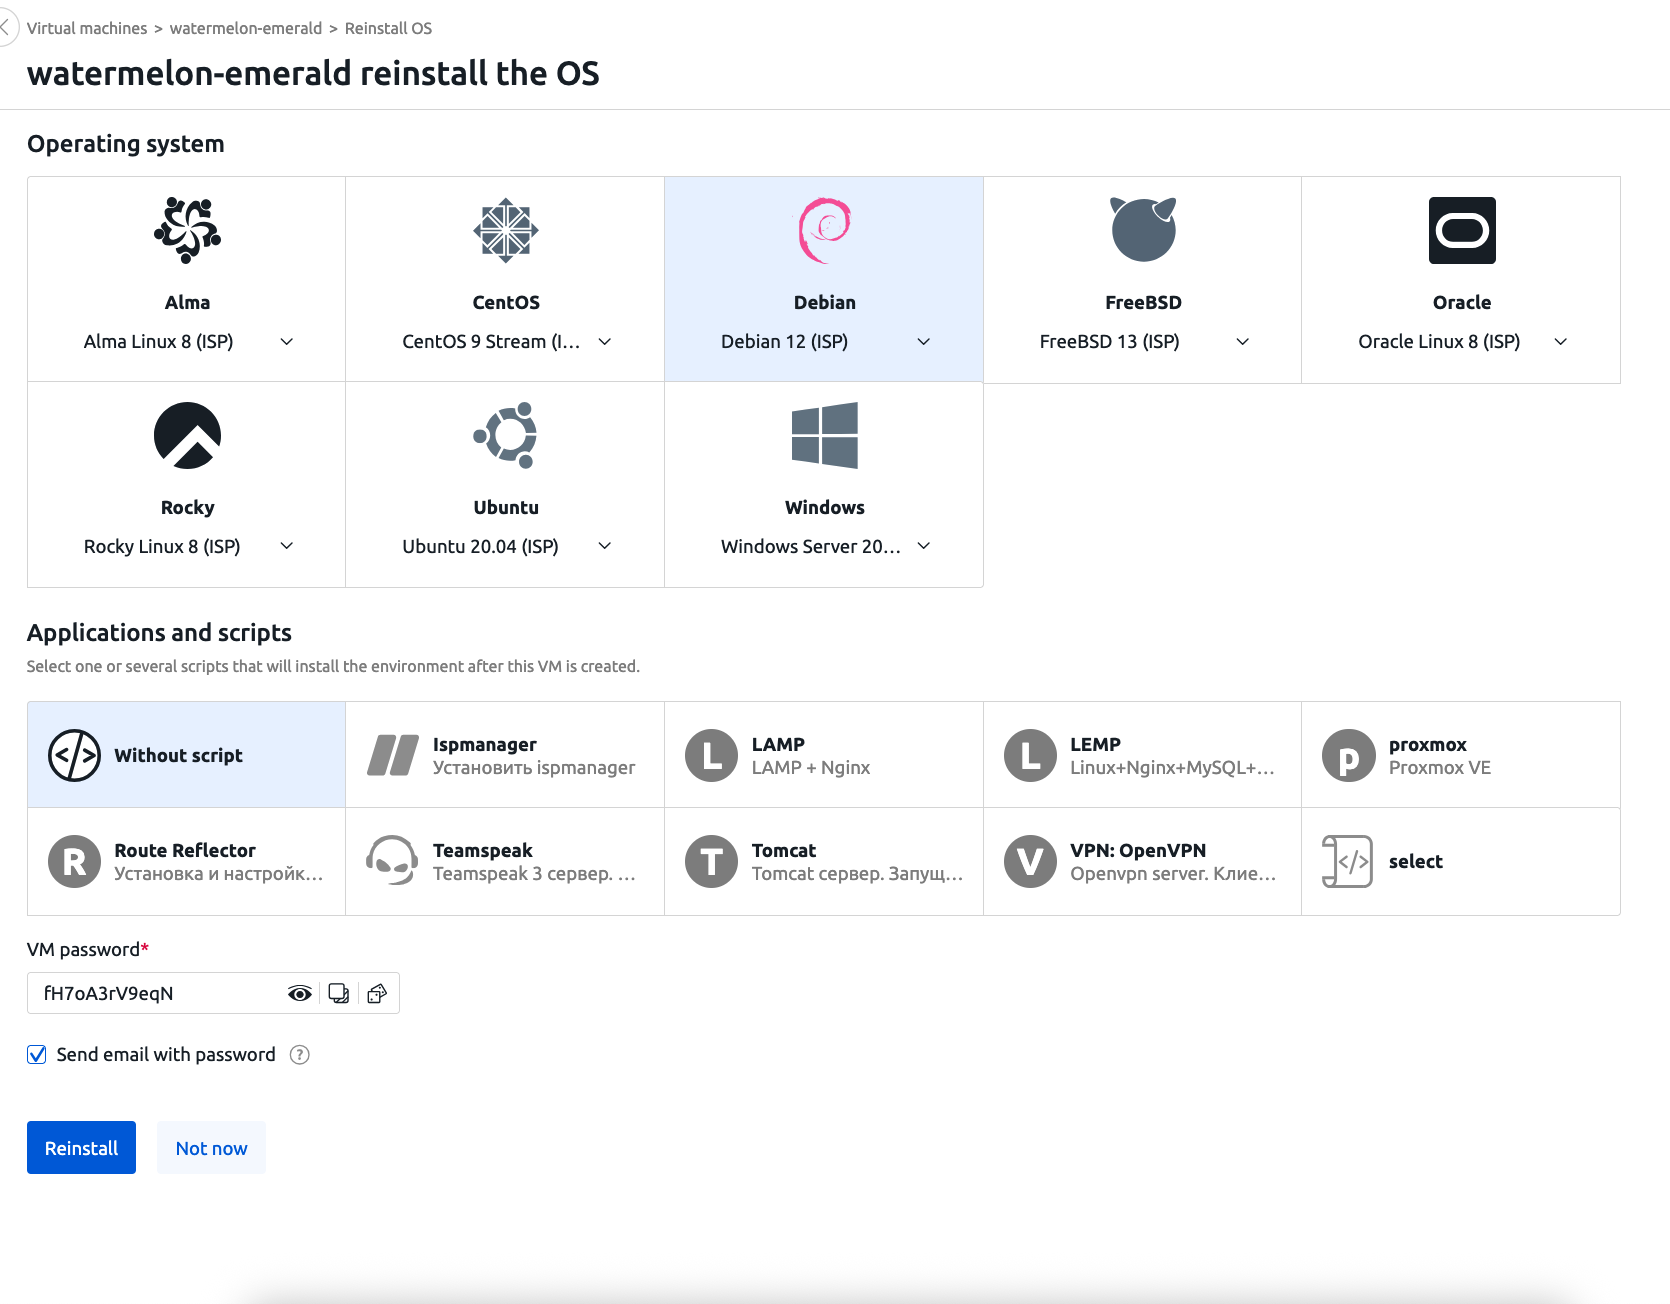 Virtual machines > watermelon-emerald > Reinstall OS
watermelon-emerald reinstall the OS
Operating system
Alma
Alma Linux 8 (ISP)
CentOS
CentOS 9 Stream (I...
Debian
Debian 12 (ISP)
FreeBSD
FreeBSD 13 (ISP)
Oracle
Oracle Linux 8 (ISP)
Rocky
Rocky Linux 8 (ISP)
Ubuntu
Ubuntu 20.04 (ISP)
Windows
Windows Server 20...
Applications and scripts
Select one or several scripts that will install the environment after this VM is created.
Without script
Ispmanager
Установить ispmanager
L
LAMP
LAMP + Nginx
L
LEMP
Linux+Nginx+MySQL+...
p
proxmox
Proxmox VE
R
Route Reflector
Установка и настройк...
Teamspeak
Teamspeak 3 сервер. ...
T
Tomcat
Tomcat сервер. Запущ...
V
VPN: OpenVPN
Openvpn server. Клие...
select
VM password*
fH7oA3rV9eqN
Send email with password ?
Reinstall
Not now